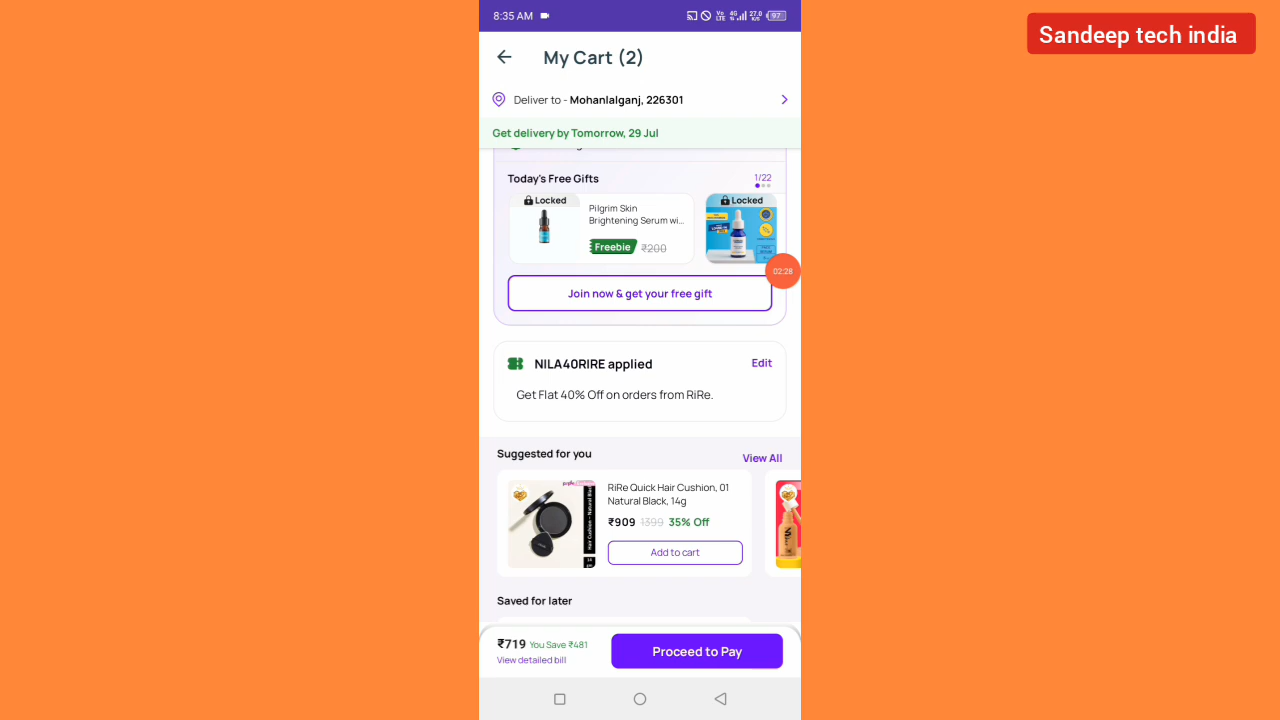 8:35 AM
97
Sandeep tech india
My Cart (2)
Deliver to - Mohanlalganj, 226301
Get delivery by Tomorrow, 29 Jul
Today's Free Gifts
1/22
Locked
Locked
Pilgrim Skin
Brightening Serum wi...
Freebie ₹200
02:28
Join now & get your free gift
NILA40RIRE applied
Edit
Get Flat 40% Off on orders from RiRe.
Suggested for you
View All
RiRe Quick Hair Cushion, 01
Natural Black, 14g
₹909 1399 35% Off
Add to cart
Saved for later
₹719 You Save ₹481
View detailed bill
Proceed to Pay